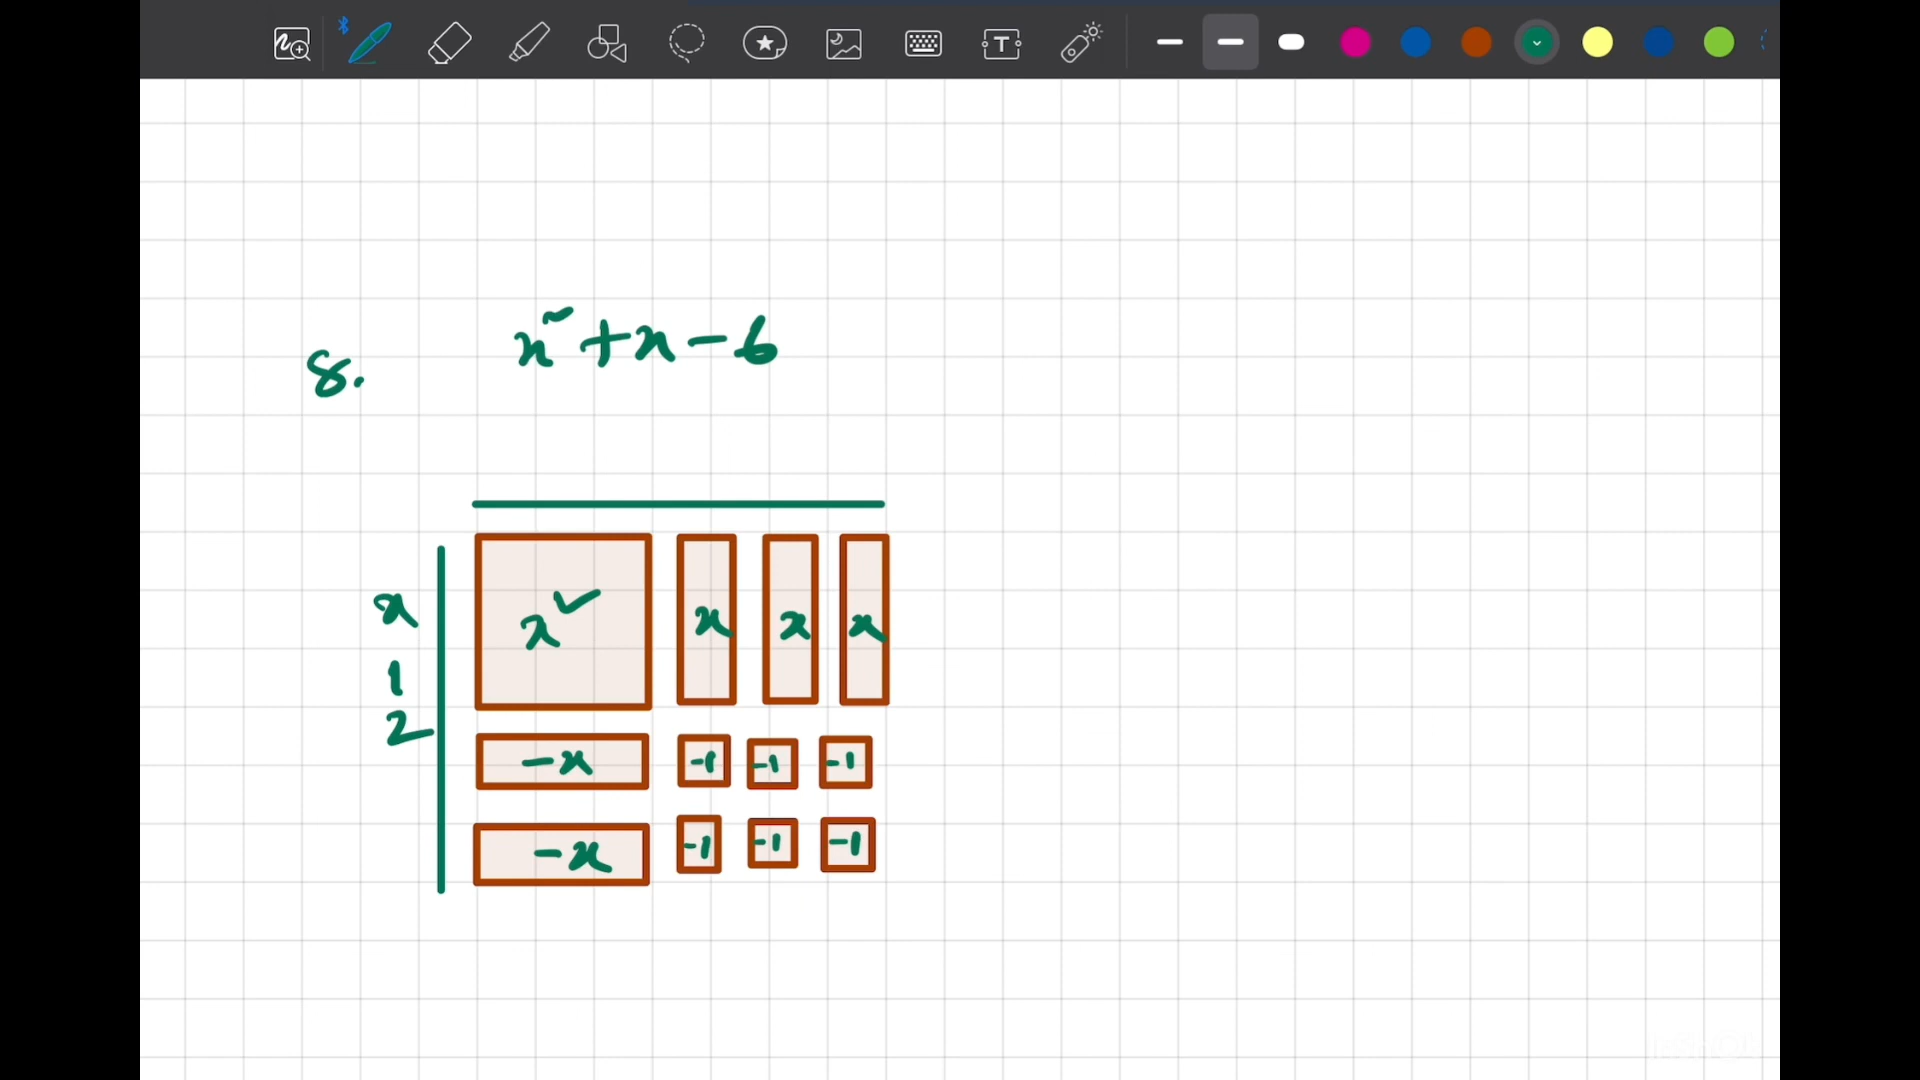 x² + x - 6
8.
x² x x x
x
1
2
-x -1 -1 -1
-x -1 -1 -1